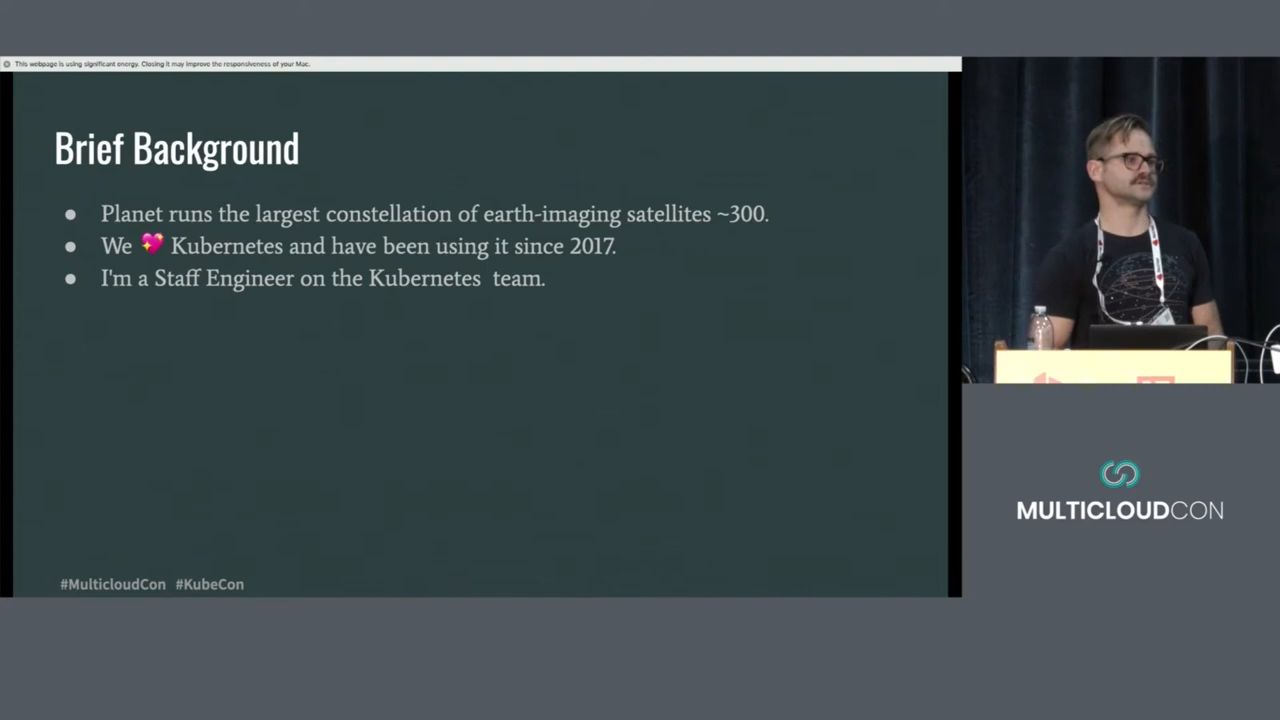 This webpage is using significant energy. Closing it may improve the responsiveness of your Mac.
Brief Background
● Planet runs the largest constellation of earth-imaging satellites ~300.
● We 💖 Kubernetes and have been using it since 2017.
● I'm a Staff Engineer on the Kubernetes team.
#MulticloudCon #KubeCon
MULTICLOUDCON